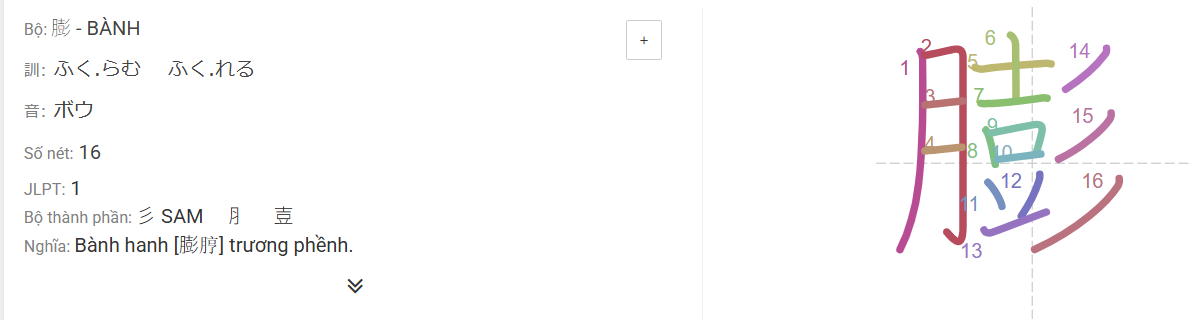 Bộ: 膨 - BÀNH
+
訓: ふく.らむ ふく.れる
音: ボウ
Số nét: 16
JLPT: 1
Bộ thành phần: 彡 SAM 月 壴
Nghĩa: Bành hanh [膨脝] trương phềnh.
膨
1
2
3
4
5
6
7
8
9
10
11
12
13
14
15
16